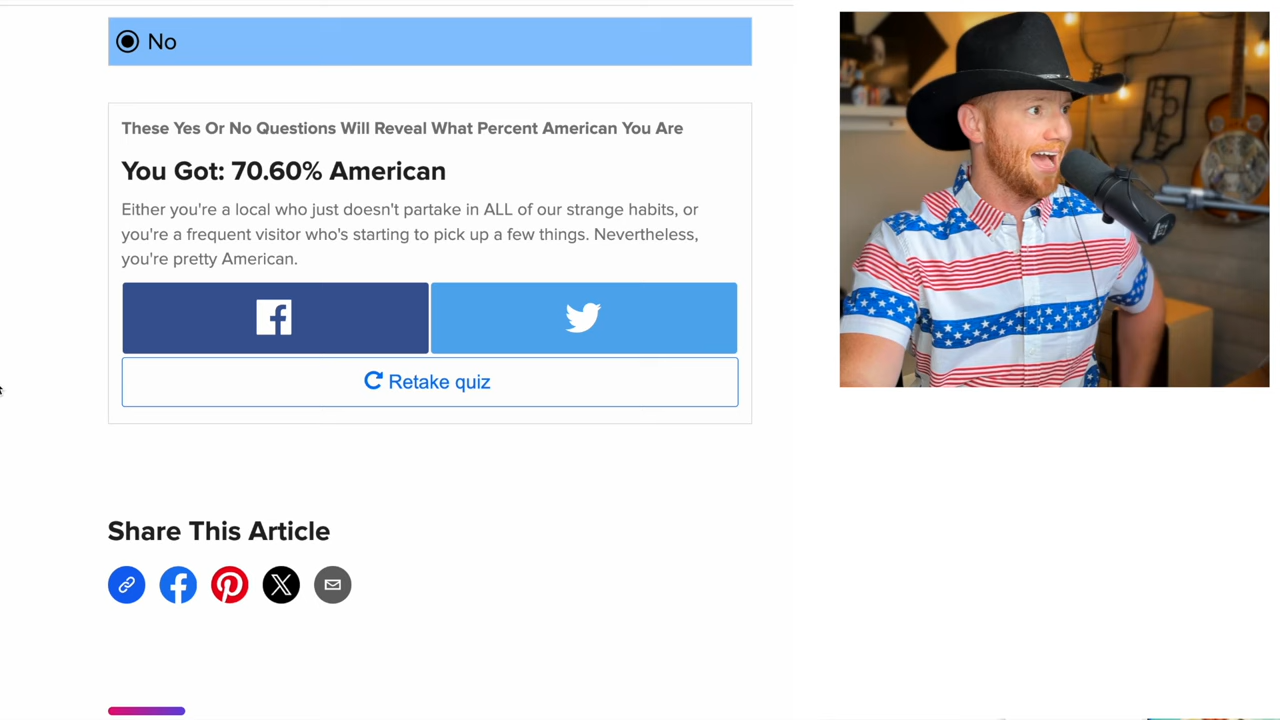 No
These Yes Or No Questions Will Reveal What Percent American You Are
You Got: 70.60% American
Either you're a local who just doesn't partake in ALL of our strange habits, or
you're a frequent visitor who's starting to pick up a few things. Nevertheless,
you're pretty American.
Retake quiz
Share This Article